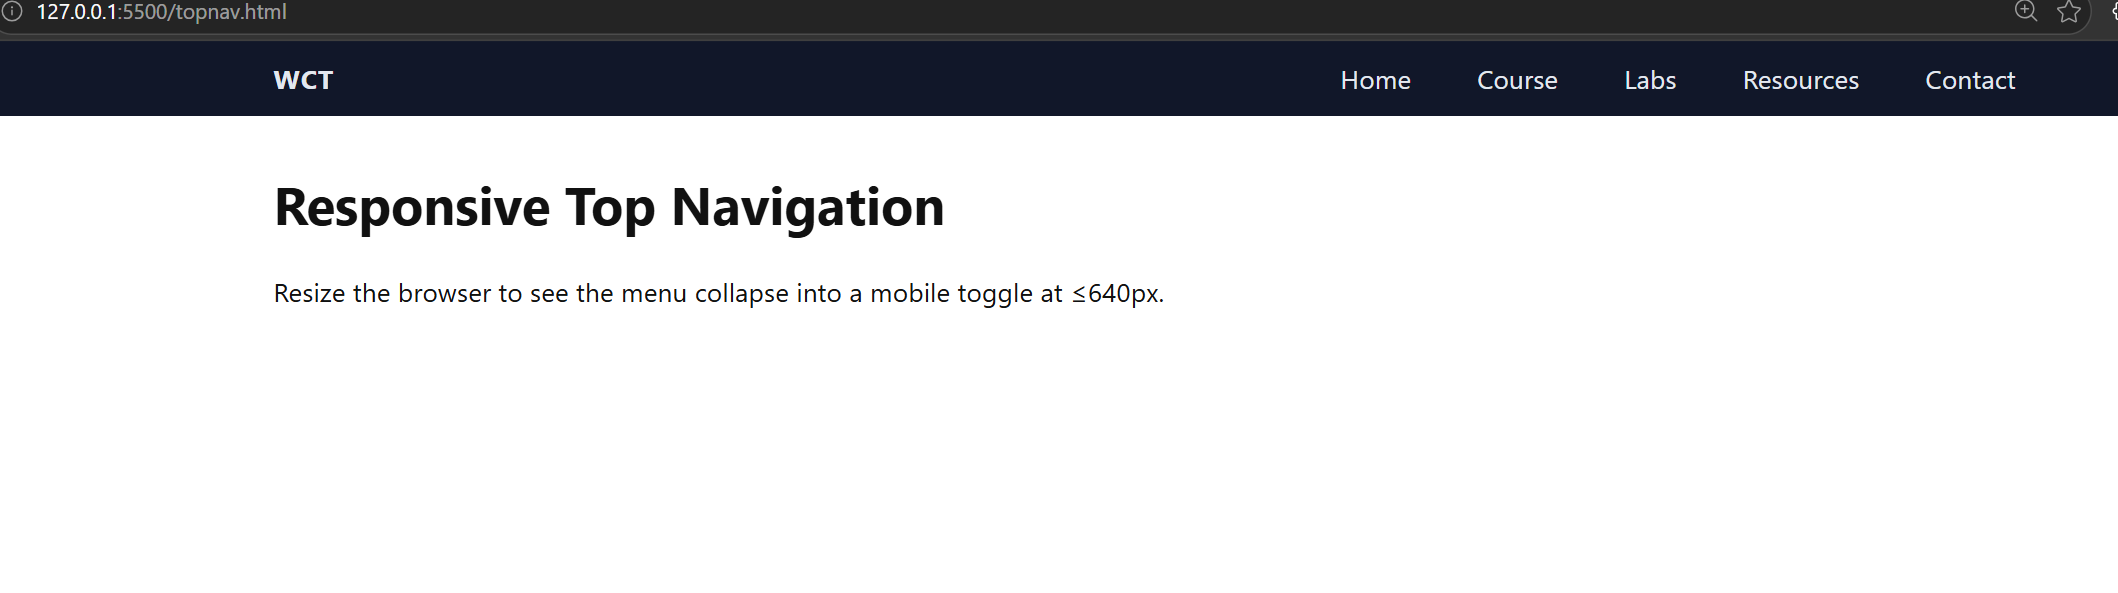 127.0.0.1:5500/topnav.html
WCT Home Course Labs Resources Contact
Responsive Top Navigation
Resize the browser to see the menu collapse into a mobile toggle at ≤640px.